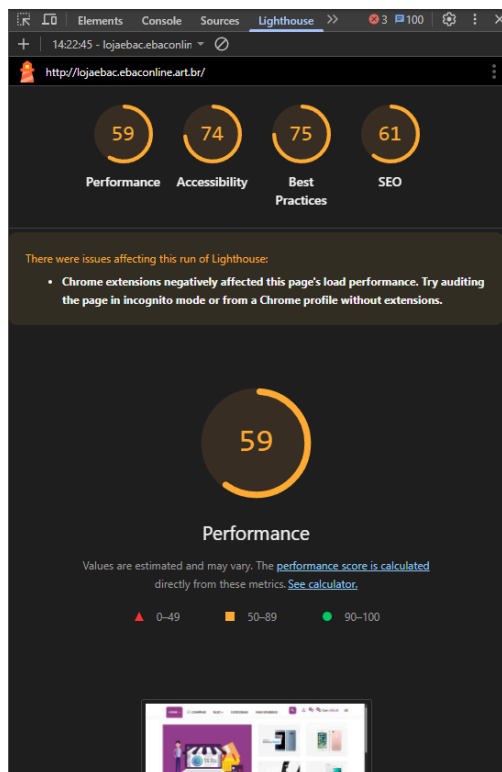 Elements Console Sources Lighthouse 3 100
14:22:45 - lojaebac.ebaconlin
http://lojaebac.ebaconline.art.br/
59 74 75 61
Performance Accessibility Best Practices SEO
There were issues affecting this run of Lighthouse:
• Chrome extensions negatively affected this page's load performance. Try auditing
the page in incognito mode or from a Chrome profile without extensions.
59
Performance
Values are estimated and may vary. The performance score is calculated
directly from these metrics. See calculator.
0–49 50–89 90–100